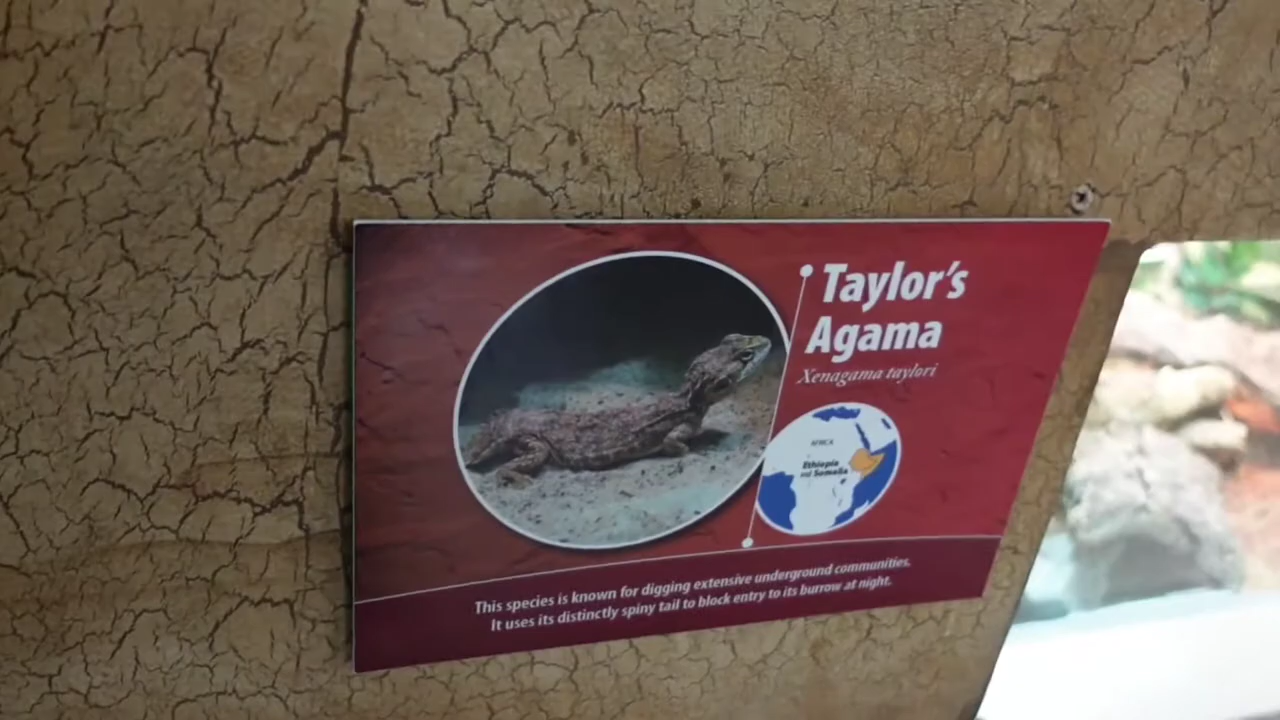 Taylor's
Agama
Xenagama taylori
AFRICA
Ethiopia
and Somalia
This species is known for digging extensive underground communities.
It uses its distinctly spiny tail to block entry to its burrow at night.